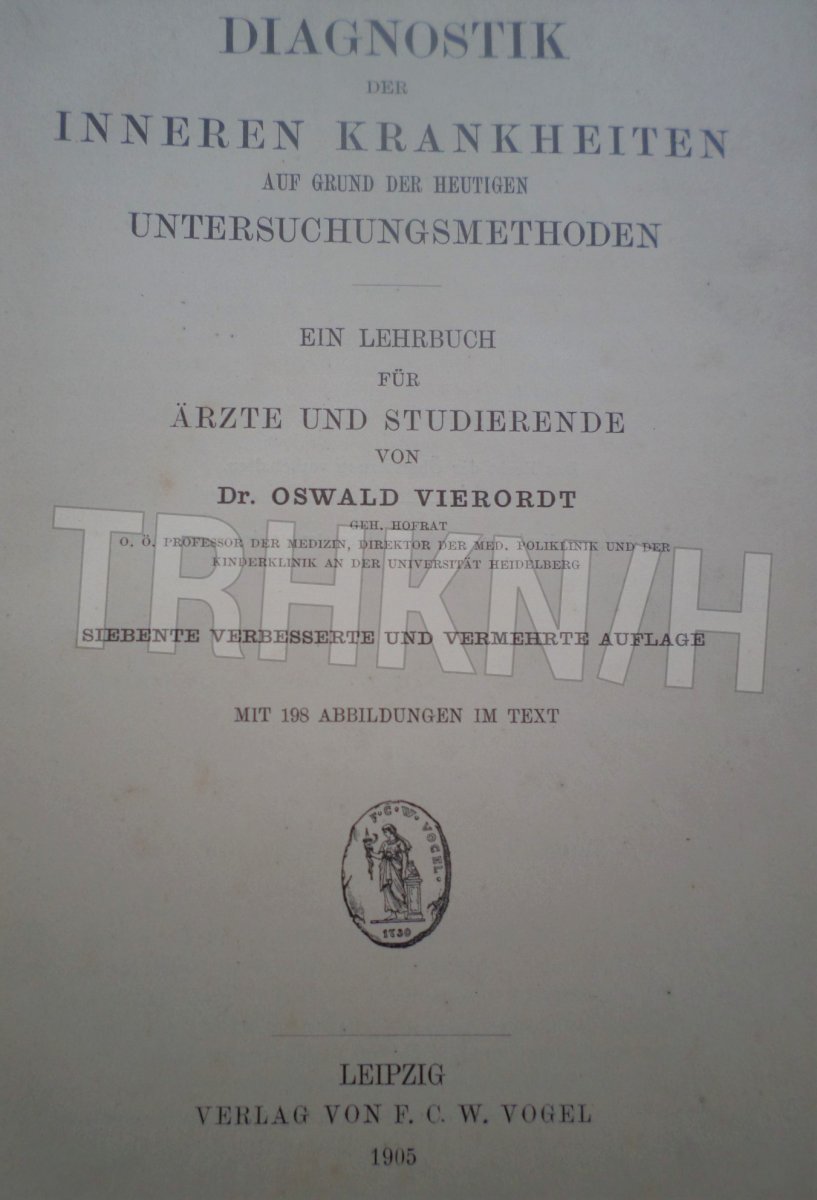 DIAGNOSTIK
DER
INNEREN KRANKHEITEN
AUF GRUND DER HEUTIGEN
UNTERSUCHUNGSMETHODEN
EIN LEHRBUCH
FÜR
ÄRZTE UND STUDIERENDE
VON
Dr. OSWALD VIERORDT
GEH. HOFRAT
O. Ö. PROFESSOR DER MEDIZIN, DIREKTOR DER MED. POLIKLINIK UND DER
KINDERKLINIK AN DER UNIVERSITÄT HEIDELBERG
TRHKN/H
SIEBENTE VERBESSERTE UND VERMEHRTE AUFLAGE
MIT 198 ABBILDUNGEN IM TEXT
F·C·W·VOGEL·
1730
LEIPZIG
VERLAG VON F. C. W. VOGEL
1905